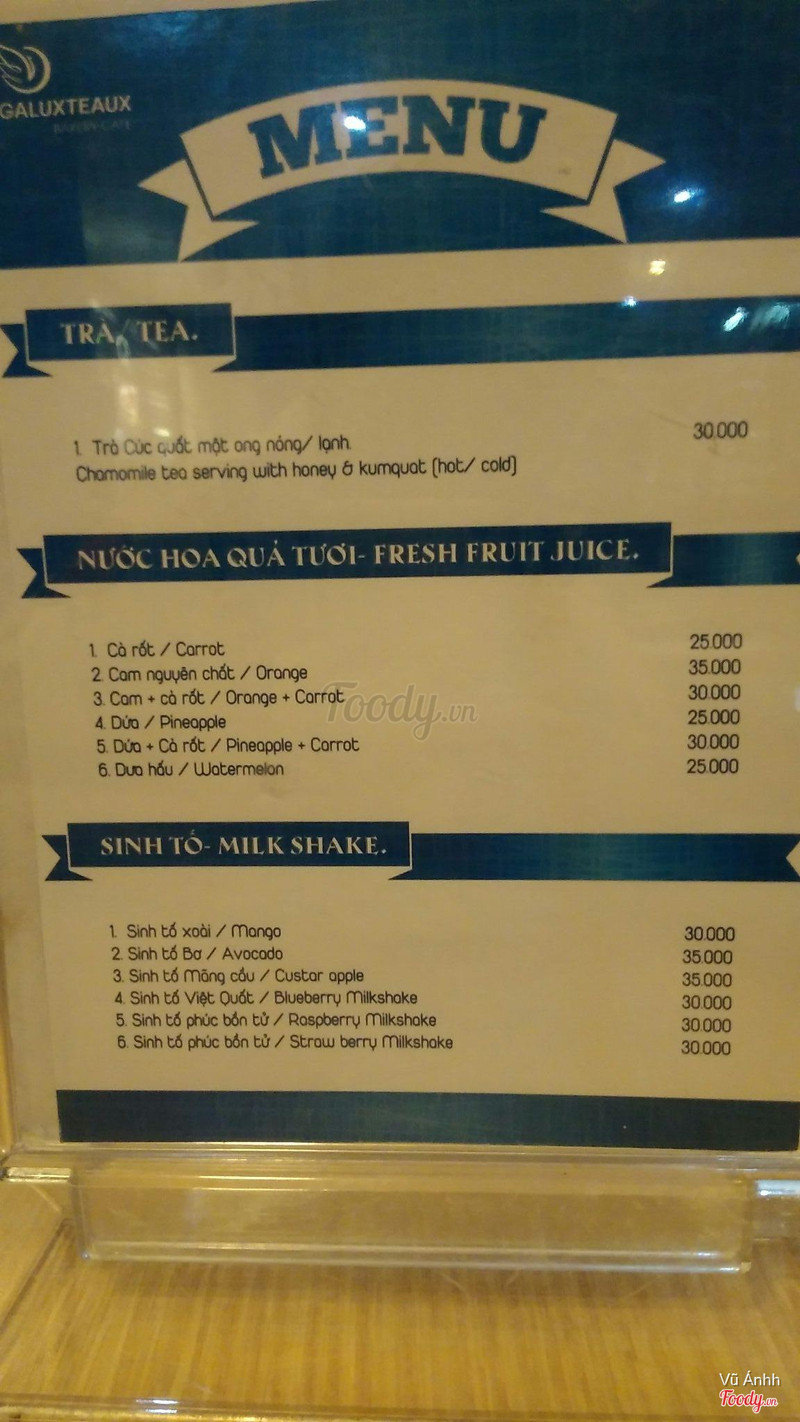 GALUXTEAUX
BAKERY CAFE
MENU
TRÀ/ TEA.
1. Trà Cúc quất mật ong nóng/ lạnh 30.000
Chamomile tea serving with honey & kumquat (hot/ cold)
NƯỚC HOA QUẢ TƯƠI- FRESH FRUIT JUICE.
1. Cà rốt / Carrot 25.000
2. Cam nguyên chất / Orange 35.000
3. Cam + cà rốt / Orange + Carrot 30.000
4. Dứa / Pineapple 25.000
5. Dứa + Cà rốt / Pineapple + Carrot 30.000
6. Dưa hấu / Watermelon 25.000
Foody.vn
SINH TỐ- MILK SHAKE.
1. Sinh tố xoài / Mango 30.000
2. Sinh tố Bơ / Avocado 35.000
3. Sinh tố Mãng cầu / Custar apple 35.000
4. Sinh tố Việt Quất / Blueberry Milkshake 30.000
5. Sinh tố phúc bồn tử / Raspberry Milkshake 30.000
6. Sinh tố phúc bồn tử / Straw berry Milkshake 30.000
Vũ Ánhh
Foody.vn